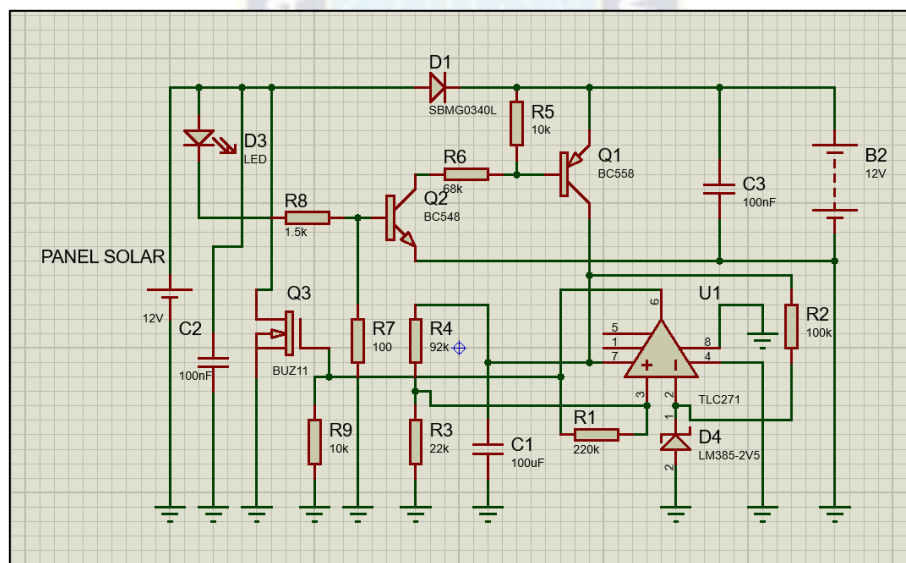 D1
SBMG0340L
D3
LED
R5
10k
R6
68k
Q1
BC558
Q2
BC548
C3
100nF
B2
12V
R8
1.5k
PANEL SOLAR
12V
C2
100nF
Q3
BUZ11
R7
100
R4
92k
U1
6
5
1
7
8
4
3
2
TLC271
R2
100k
R9
10k
R3
22k
C1
100uF
R1
220k
1
D4
LM385-2V5
2